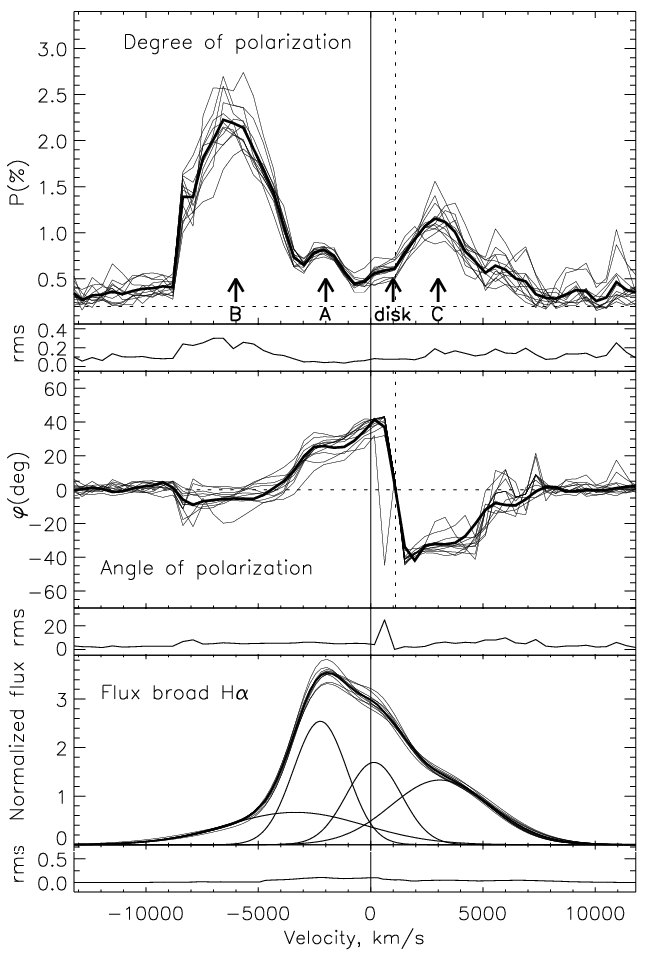 Degree of polarization
3.0
2.5
2.0
1.5
1.0
0.5
P(%)
B A disk C
0.4
0.2
0.0
rms
60
40
20
0
−20
−40
−60
φ(deg)
Angle of polarization
20
0
rms
Flux broad Hα
3
2
1
0
Normalized flux
0.5
0.0
rms
−10000 −5000 0 5000 10000
Velocity, km/s